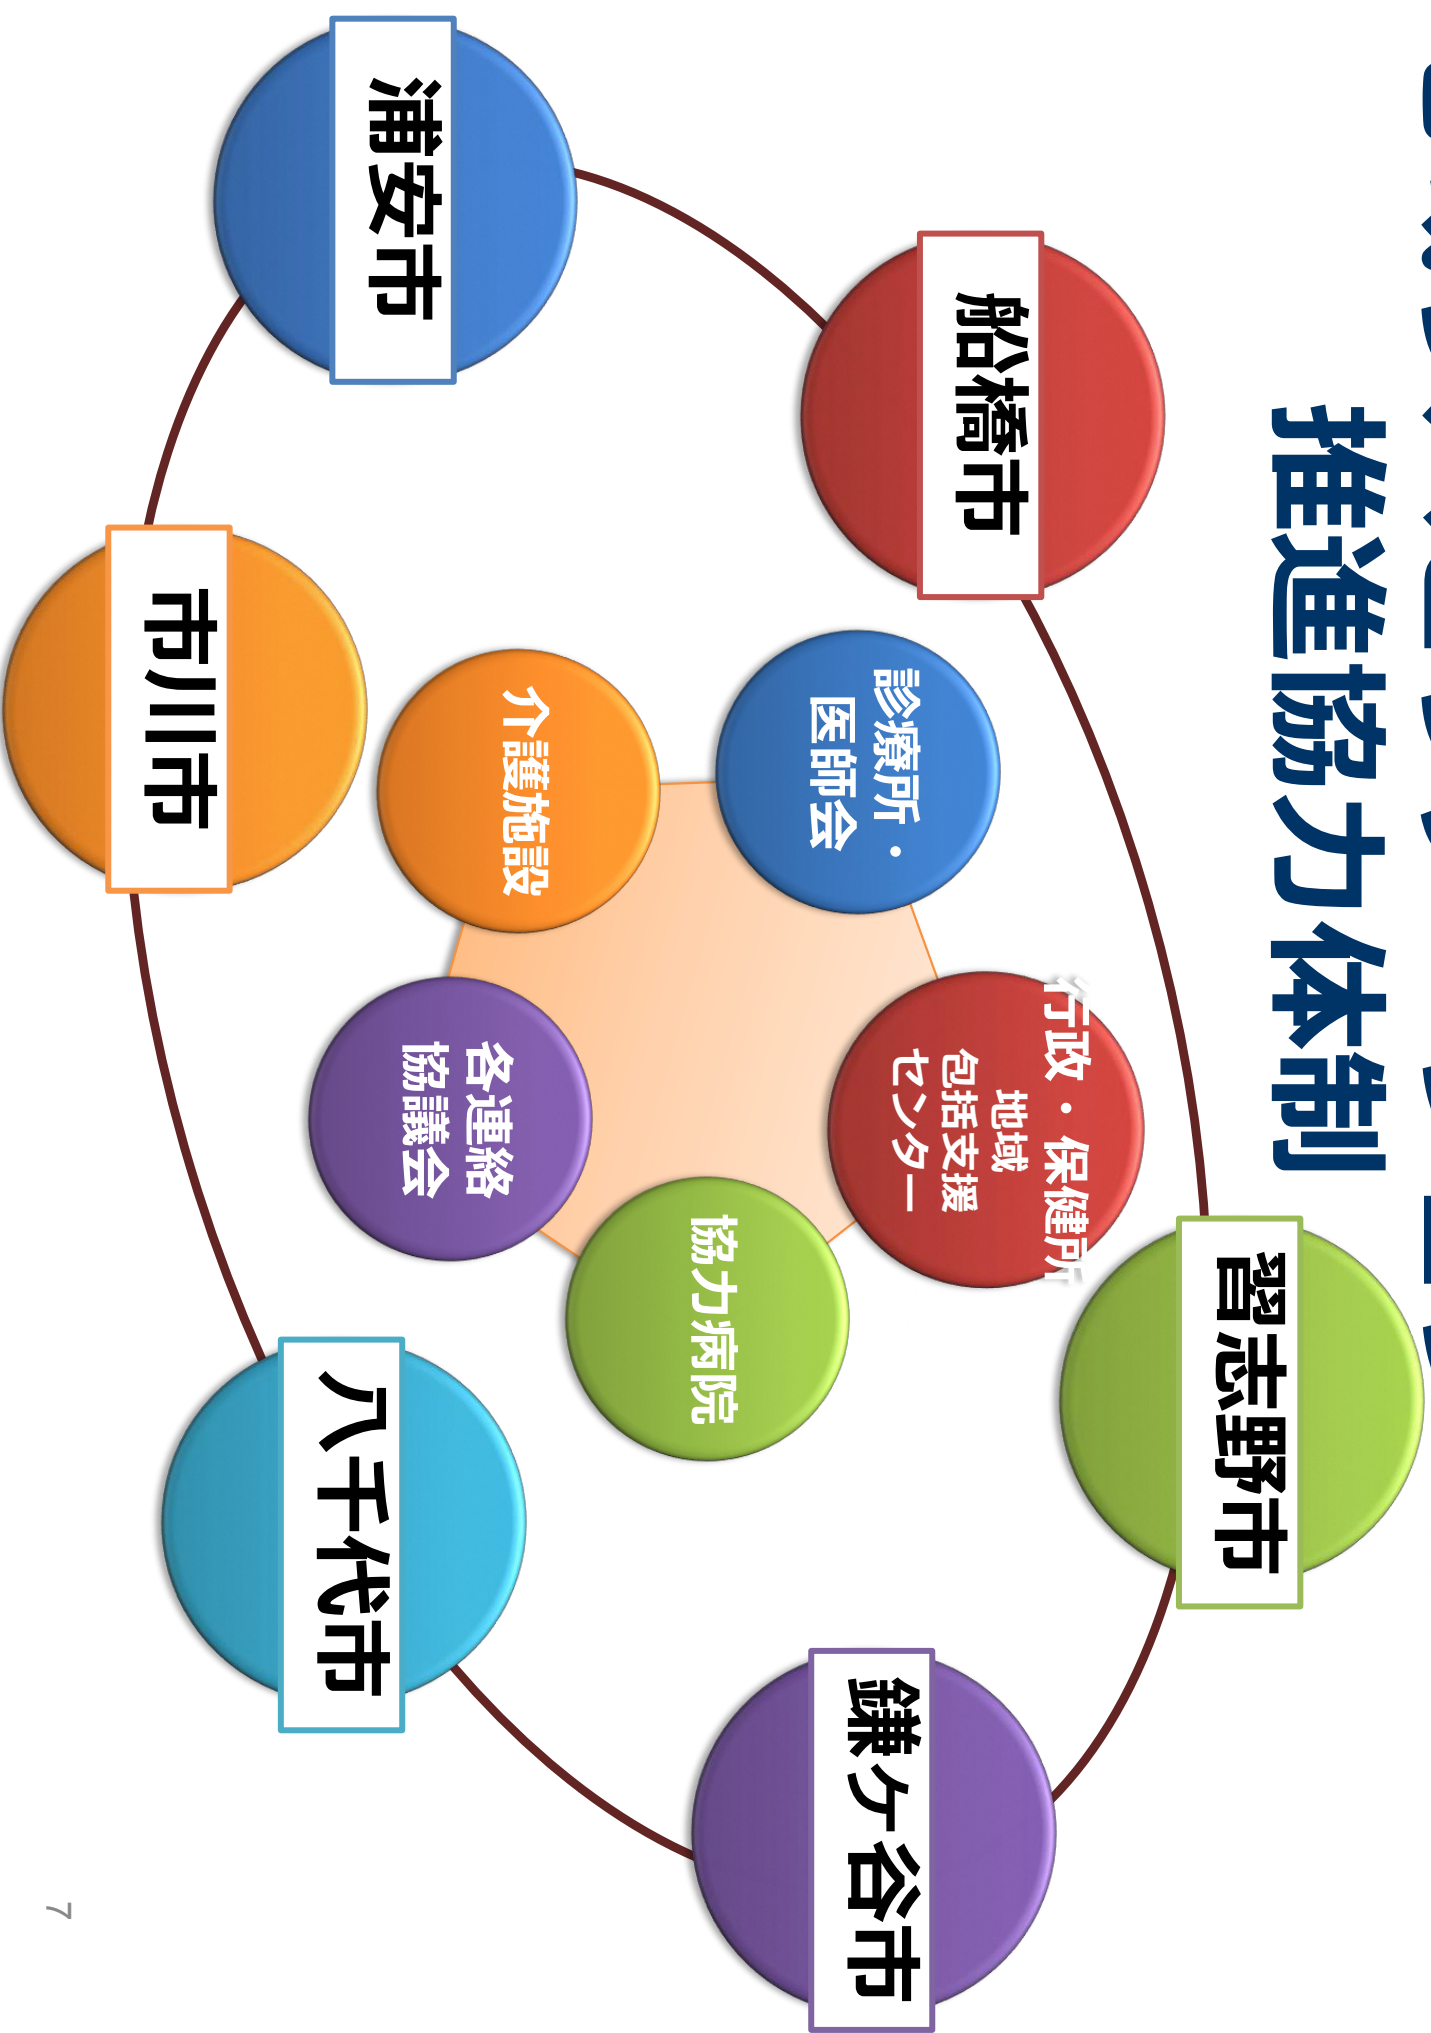 推進協力体制
船橋市
習志野市
浦安市
鎌ケ谷市
市川市
八千代市
行政・保健所
地域
包括支援
センター
診療所・
医師会
協力病院
介護施設
各連絡
協議会
7